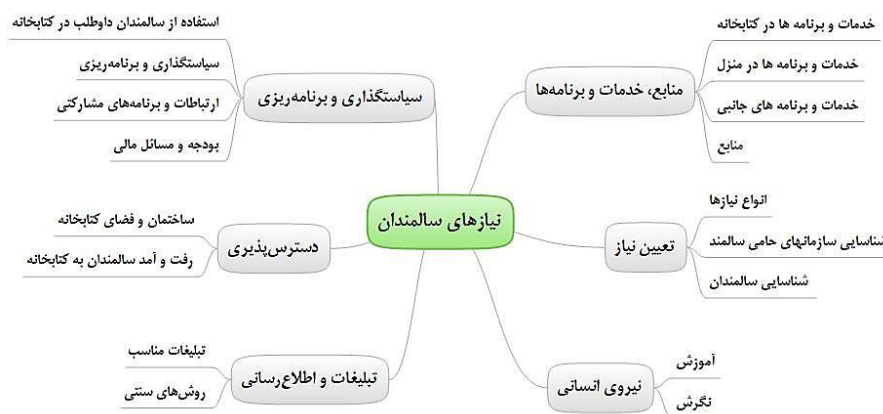 نیازهای سالمندان
منابع، خدمات و برنامه‌ها
خدمات و برنامه ها در کتابخانه
خدمات و برنامه ها در منزل
خدمات و برنامه های جانبی
منابع
تعیین نیاز
انواع نیازها
شناسایی سازمانهای حامی سالمند
شناسایی سالمندان
نیروی انسانی
آموزش
نگرش
سیاستگذاری و برنامه‌ریزی
استفاده از سالمندان داوطلب در کتابخانه
سیاستگذاری و برنامه‌ریزی
ارتباطات و برنامه‌های مشارکتی
بودجه و مسائل مالی
دسترس‌پذیری
ساختمان و فضای کتابخانه
رفت و آمد سالمندان به کتابخانه
تبلیغات و اطلاع‌رسانی
تبلیغات مناسب
روش‌های سنتی